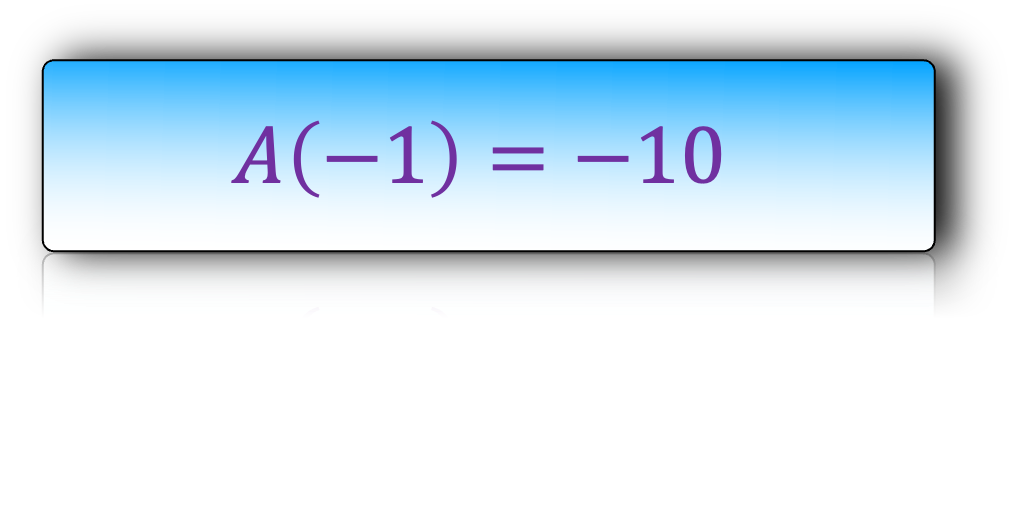 A(−1) = −10